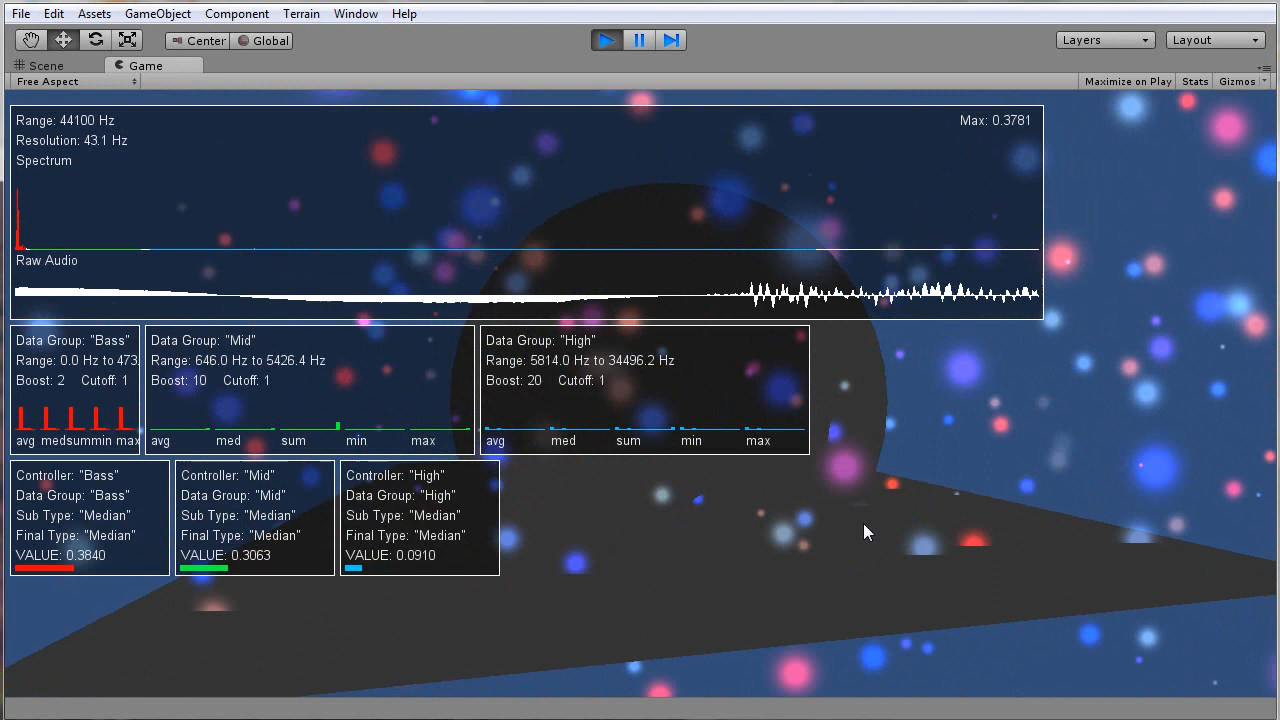 File Edit Assets GameObject Component Terrain Window Help
Center Global Layers Layout
Scene Game
Free Aspect Maximize on Play Stats Gizmos
Range: 44100 Hz Max: 0.3781
Resolution: 43.1 Hz
Spectrum
Raw Audio
Data Group: "Bass" Data Group: "Mid" Data Group: "High"
Range: 0.0 Hz to 473. Range: 646.0 Hz to 5426.4 Hz Range: 5814.0 Hz to 34496.2 Hz
Boost: 2 Cutoff: 1 Boost: 10 Cutoff: 1 Boost: 20 Cutoff: 1
avg med sum min max avg med sum min max avg med sum min max
Controller: "Bass" Controller: "Mid" Controller: "High"
Data Group: "Bass" Data Group: "Mid" Data Group: "High"
Sub Type: "Median" Sub Type: "Median" Sub Type: "Median"
Final Type: "Median" Final Type: "Median" Final Type: "Median"
VALUE: 0.3840 VALUE: 0.3063 VALUE: 0.0910